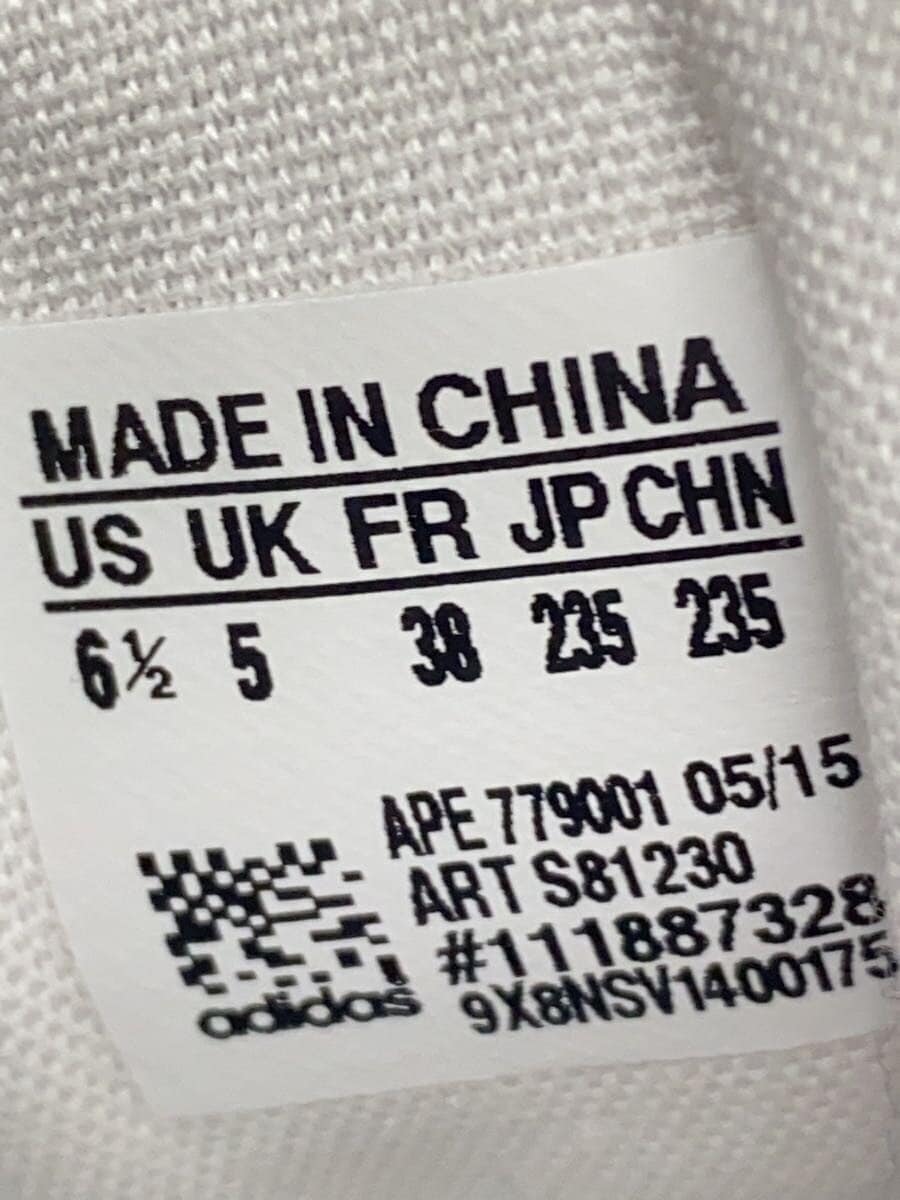 MADE IN CHINA
US UK FR JP CHN
6½ 5 38 235 235
APE 779001 05/15
ART S81230
#111887328
9X8NSV1400175
adidas